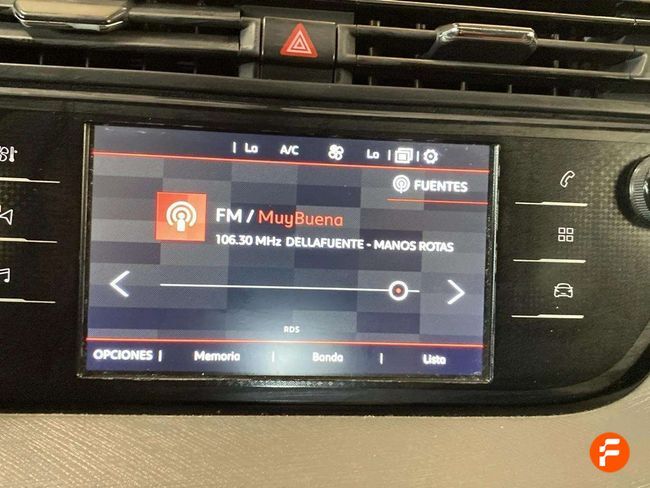 Lo A/C Lo
FUENTES
FM / MuyBuena
106.30 MHz DELLAFUENTE - MANOS ROTAS
RDS
OPCIONES Memoria Banda Lista